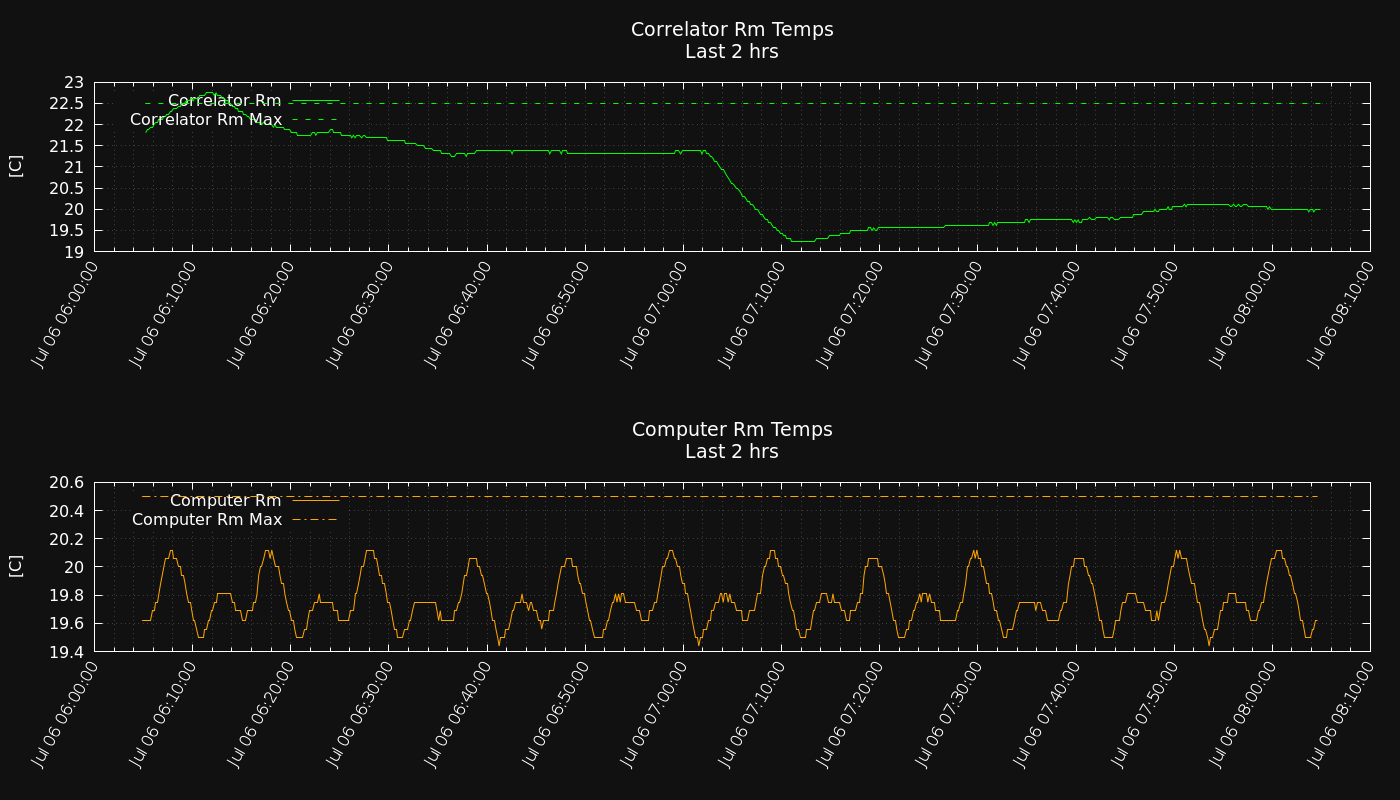 Correlator Rm Temps
Last 2 hrs
Correlator Rm
Correlator Rm Max
[C]
23
22.5
22
21.5
21
20.5
20
19.5
19
Jul 06 06:00:00
Jul 06 06:10:00
Jul 06 06:20:00
Jul 06 06:30:00
Jul 06 06:40:00
Jul 06 06:50:00
Jul 06 07:00:00
Jul 06 07:10:00
Jul 06 07:20:00
Jul 06 07:30:00
Jul 06 07:40:00
Jul 06 07:50:00
Jul 06 08:00:00
Jul 06 08:10:00
Computer Rm Temps
Last 2 hrs
Computer Rm
Computer Rm Max
[C]
20.6
20.4
20.2
20
19.8
19.6
19.4
Jul 06 06:00:00
Jul 06 06:10:00
Jul 06 06:20:00
Jul 06 06:30:00
Jul 06 06:40:00
Jul 06 06:50:00
Jul 06 07:00:00
Jul 06 07:10:00
Jul 06 07:20:00
Jul 06 07:30:00
Jul 06 07:40:00
Jul 06 07:50:00
Jul 06 08:00:00
Jul 06 08:10:00